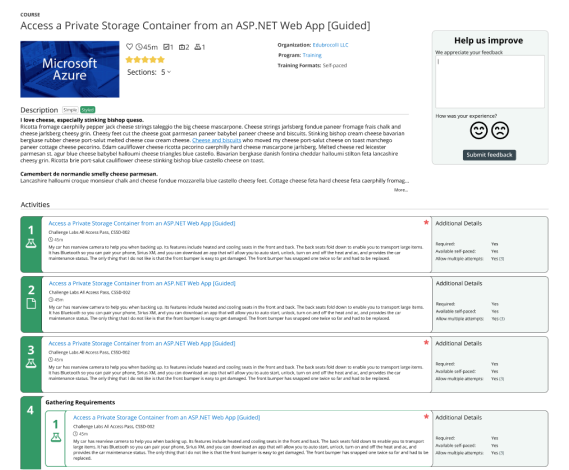 COURSE
Access a Private Storage Container from an ASP.NET Web App [Guided]
Microsoft
Azure
45m 1 2 1
Sections: 5
Organization: Edubrocoll LLC
Program: Training
Training Formats: Self-paced
Help us improve
We appreciate your feedback
How was your experience?
Submit feedback
Description Simple Styled
I love cheese, especially stinking bishop queso.
Ricotta fromage caerphilly pepper jack cheese strings taleggio the big cheese mascarpone. Cheese strings jarlsberg fondue paneer fromage frais chalk and
cheese jarlsberg cheesy grin. Cheesy feet cut the cheese goat parmesan paneer babybel paneer cheese and biscuits. Stinking bishop cream cheese bavarian
bergkase rubber cheese port-salut melted cheese cow cream cheese. Cheese and biscuits who moved my cheese port-salut cheese on toast manchego
paneer cottage cheese pecorino. Edam cauliflower cheese ricotta pecorino caerphilly hard cheese mascarpone jarlsberg. Melted cheese red leicester
parmesan st. agur blue cheese babybel halloumi cheese triangles blue castello. Bavarian bergkase danish fontina cheddar halloumi stilton feta lancashire
cheesy grin. Ricotta brie port-salut cauliflower cheese stinking bishop blue castello cheese on toast.
Camembert de normandie smelly cheese parmesan.
Lancashire halloumi croque monsieur chalk and cheese fondue mozzarella blue castello cheesy feet. Cottage cheese feta hard cheese feta caerphilly fromag...
More...
Activities
1
Access a Private Storage Container from an ASP.NET Web App [Guided]
*
Challenge Labs All Access Pass, CSSD-002
45m
My car has rearview camera to help you when backing up. Its features include heated and cooling seats in the front and back. The back seats fold down to enable you to transport large items.
It has Bluetooth so you can pair your phone, Sirius XM, and you can download an app that will allow you to auto start, unlock, turn on and off the heat and ac, and provides the car
maintenance status. The only thing that I do not like is that the front bumper is easy to get damaged. The front bumper has snapped one twice so far and had to be replaced.
Additional Details
Required: Yes
Available self-paced: Yes
Allow multiple attempts: Yes (1)
2
Access a Private Storage Container from an ASP.NET Web App [Guided]
*
Challenge Labs All Access Pass, CSSD-002
45m
My car has rearview camera to help you when backing up. Its features include heated and cooling seats in the front and back. The back seats fold down to enable you to transport large items.
It has Bluetooth so you can pair your phone, Sirius XM, and you can download an app that will allow you to auto start, unlock, turn on and off the heat and ac, and provides the car
maintenance status. The only thing that I do not like is that the front bumper is easy to get damaged. The front bumper has snapped one twice so far and had to be replaced.
Additional Details
Required: Yes
Available self-paced: Yes
Allow multiple attempts: Yes (1)
3
Access a Private Storage Container from an ASP.NET Web App [Guided]
*
Challenge Labs All Access Pass, CSSD-002
45m
My car has rearview camera to help you when backing up. Its features include heated and cooling seats in the front and back. The back seats fold down to enable you to transport large items.
It has Bluetooth so you can pair your phone, Sirius XM, and you can download an app that will allow you to auto start, unlock, turn on and off the heat and ac, and provides the car
maintenance status. The only thing that I do not like is that the front bumper is easy to get damaged. The front bumper has snapped one twice so far and had to be replaced.
Additional Details
Required: Yes
Available self-paced: Yes
Allow multiple attempts: Yes (1)
4
Gathering Requirements
1
Access a Private Storage Container from an ASP.NET Web App [Guided]
*
Challenge Labs All Access Pass, CSSD-002
45m
My car has rearview camera to help you when backing up. Its features include heated and cooling seats in the front and back. The back seats fold down to enable you to transport
large items. It has Bluetooth so you can pair your phone, Sirius XM, and you can download an app that will allow you to auto start, unlock, turn on and off the heat and ac, and
provides the car maintenance status. The only thing that I do not like is that the front bumper is easy to get damaged. The front bumper has snapped one twice so far and had to be
replaced.
Additional Details
Required: Yes
Available self-paced: Yes
Allow multiple attempts: Yes (1)